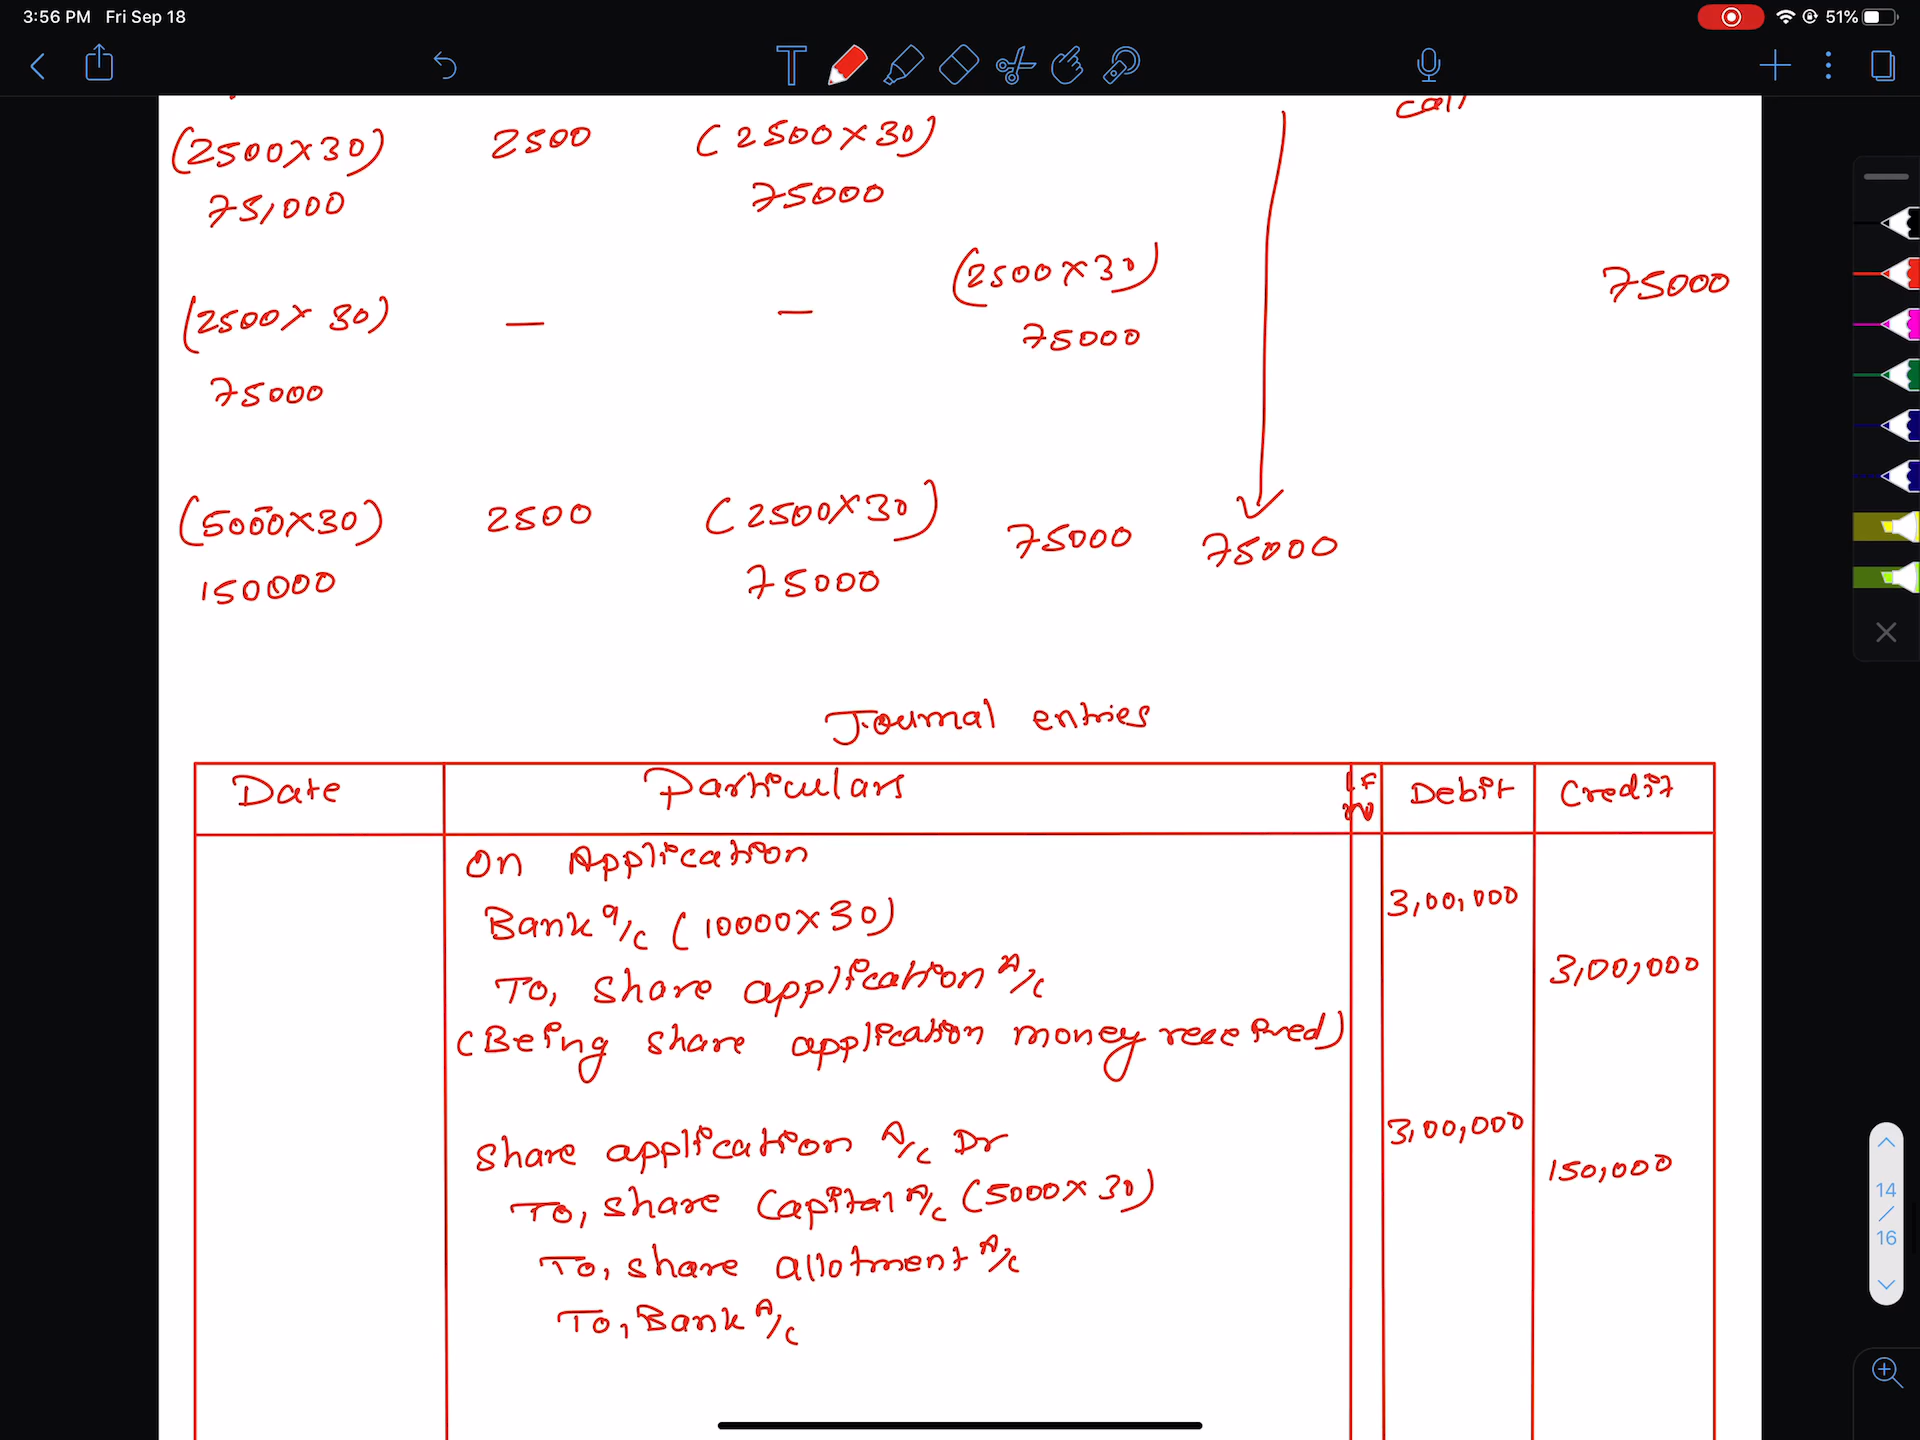 3:56 PM Fri Sep 18
51%
call
(2500×30) 2500 (2500×30)
75,000 75000
(2500×30) — — (2500×30) 75000
75000 75000
(5000×30) 2500 (2500×30) 75000 75000
150000 75000
Journal entries
Date Particulars LF no Debit Credit
On Application
Bank a/c (10000×30) 3,00,000
To, share application A/c 3,00,000
(Being share application money received)
share application A/c Dr 3,00,000
To, share Capital A/c (5000×30) 150,000
To, share allotment A/c
To, Bank A/c
14
/
16